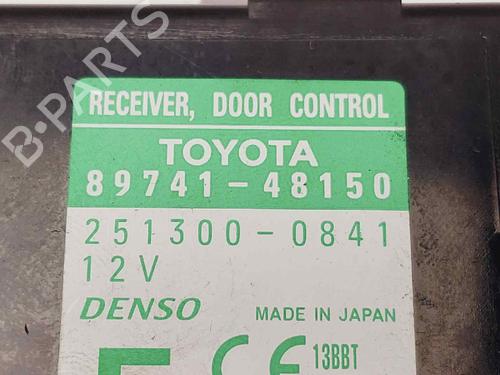 RECEIVER, DOOR CONTROL
TOYOTA
89741-48150
251300-0841
12V
DENSO MADE IN JAPAN
E CE 13BBT
B-PARTS